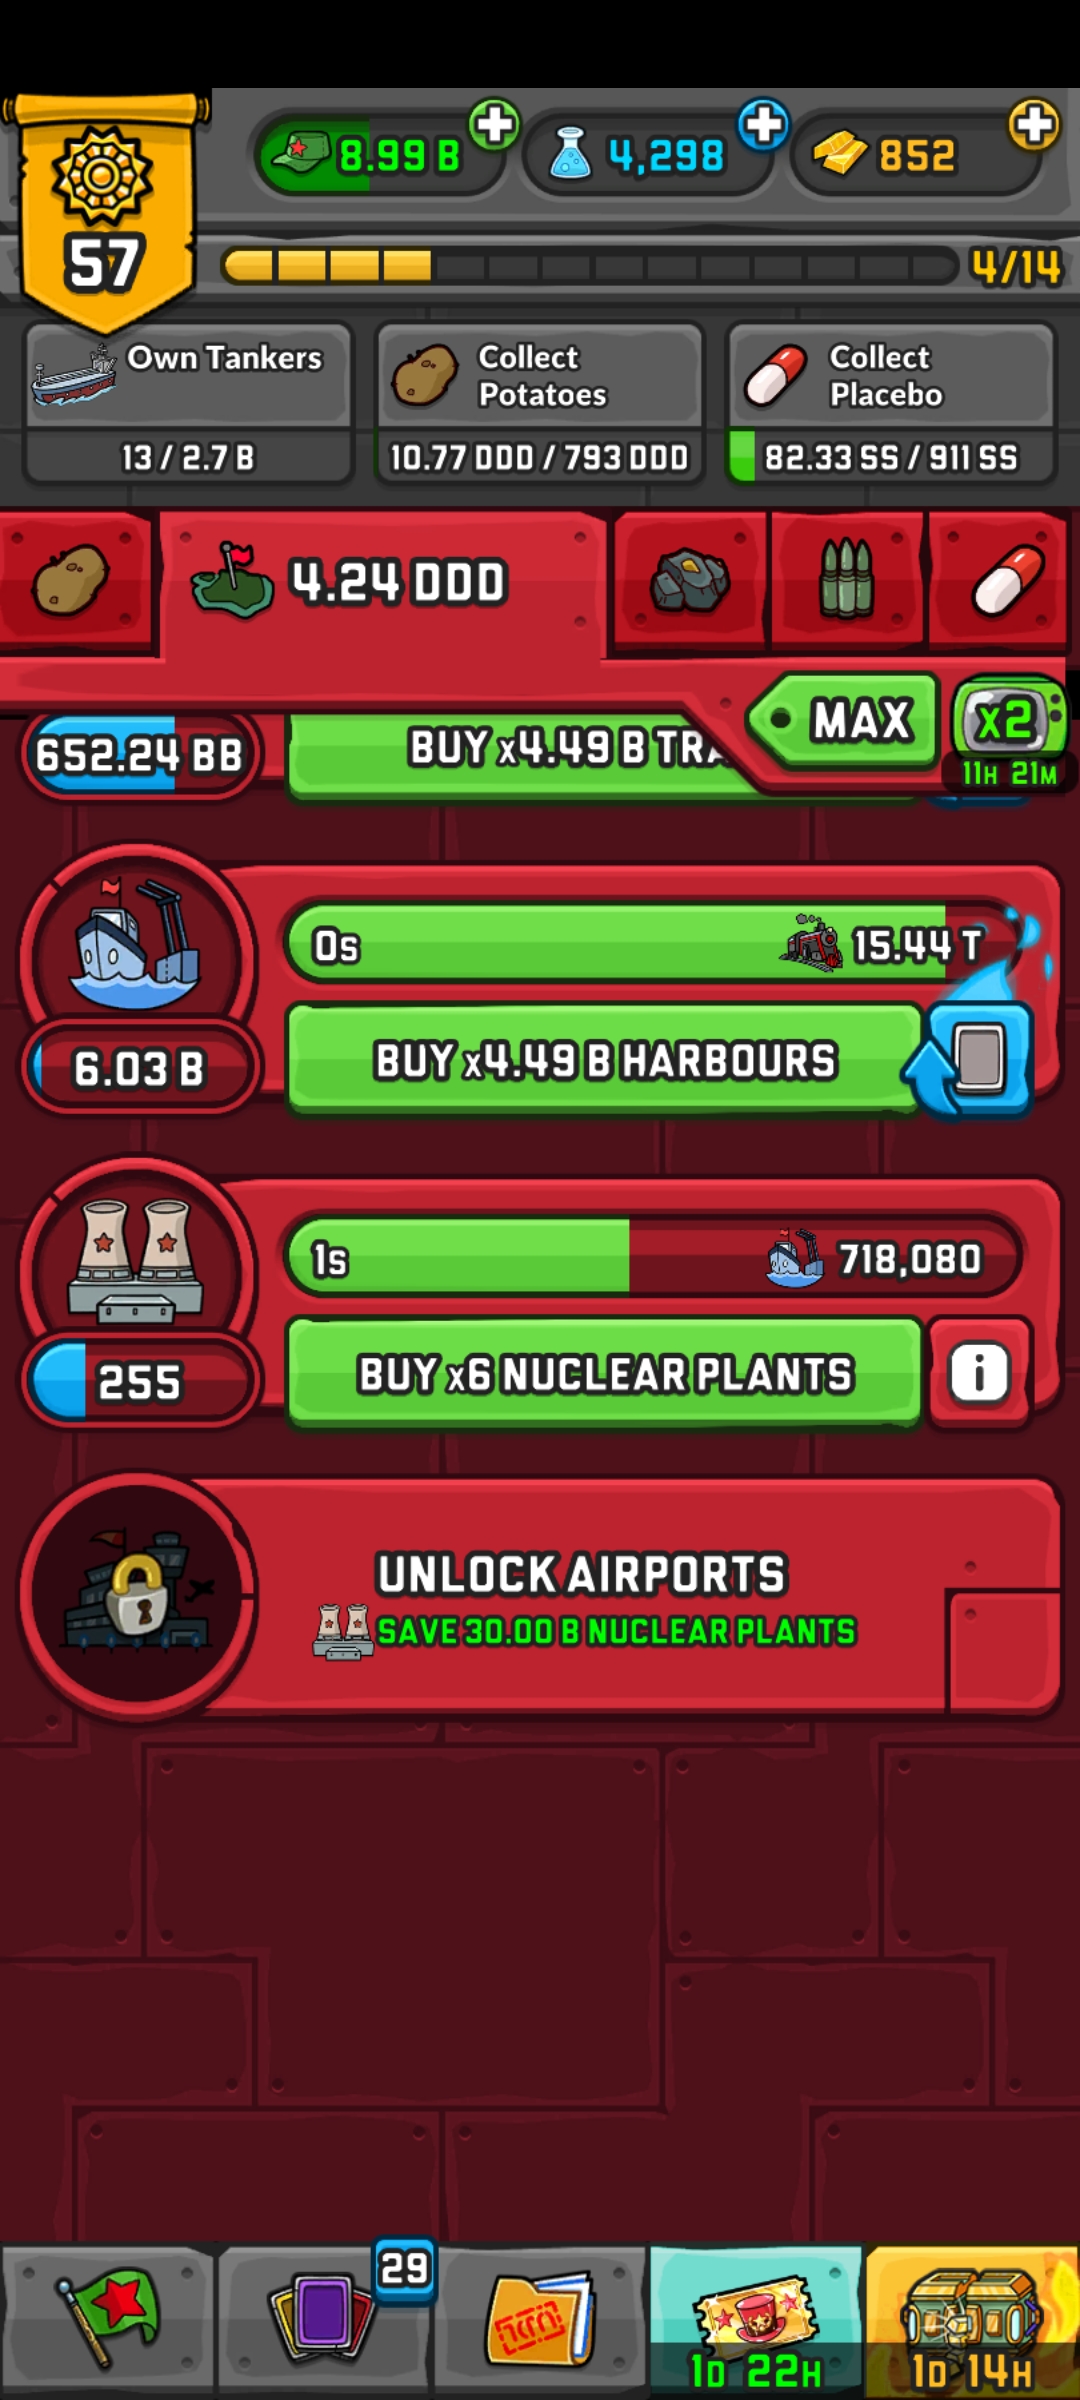 57
8.99 B
4,298
852
4/14
Own Tankers
13 / 2.7 B
Collect
Potatoes
10.77 DDD / 793 DDD
Collect
Placebo
82.33 SS / 911 SS
4.24 DDD
MAX
x2
11H 21M
652.24 BB
BUY x4.49 B
0s
15.44 T
6.03 B
BUY x4.49 B HARBOURS
1s
718,080
255
BUY x6 NUCLEAR PLANTS
i
UNLOCK AIRPORTS
SAVE 30.00 B NUCLEAR PLANTS
29
1D 22H
1D 14H